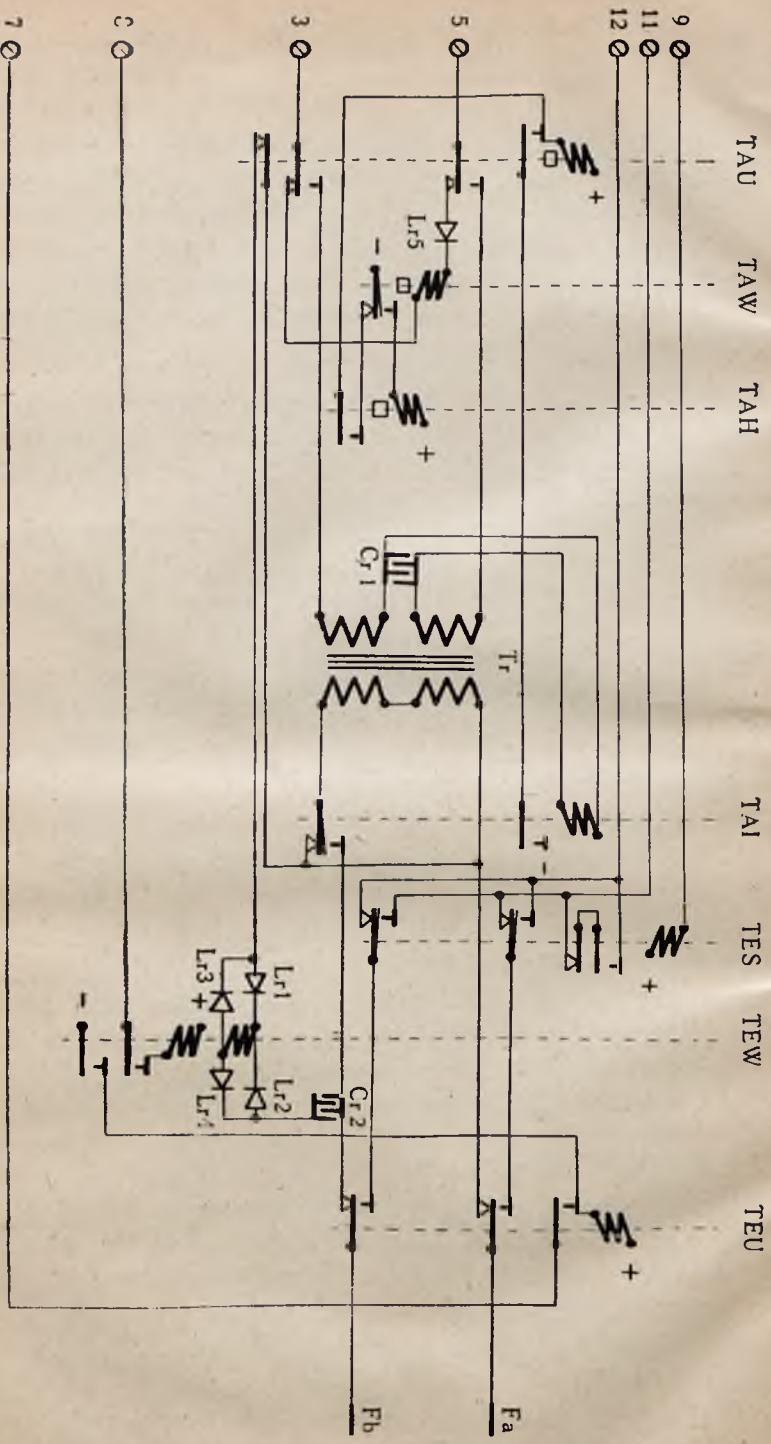 TAU
TAW
TAH
TAI
TES
TEW
TEU
9
11
12
5
3
7
+
Lr5
-
+
Cr 1
Tr
-
+
Lr1
Lr3
+
Lr2
Lr4
-
Cr 2
+
Fa
Fb